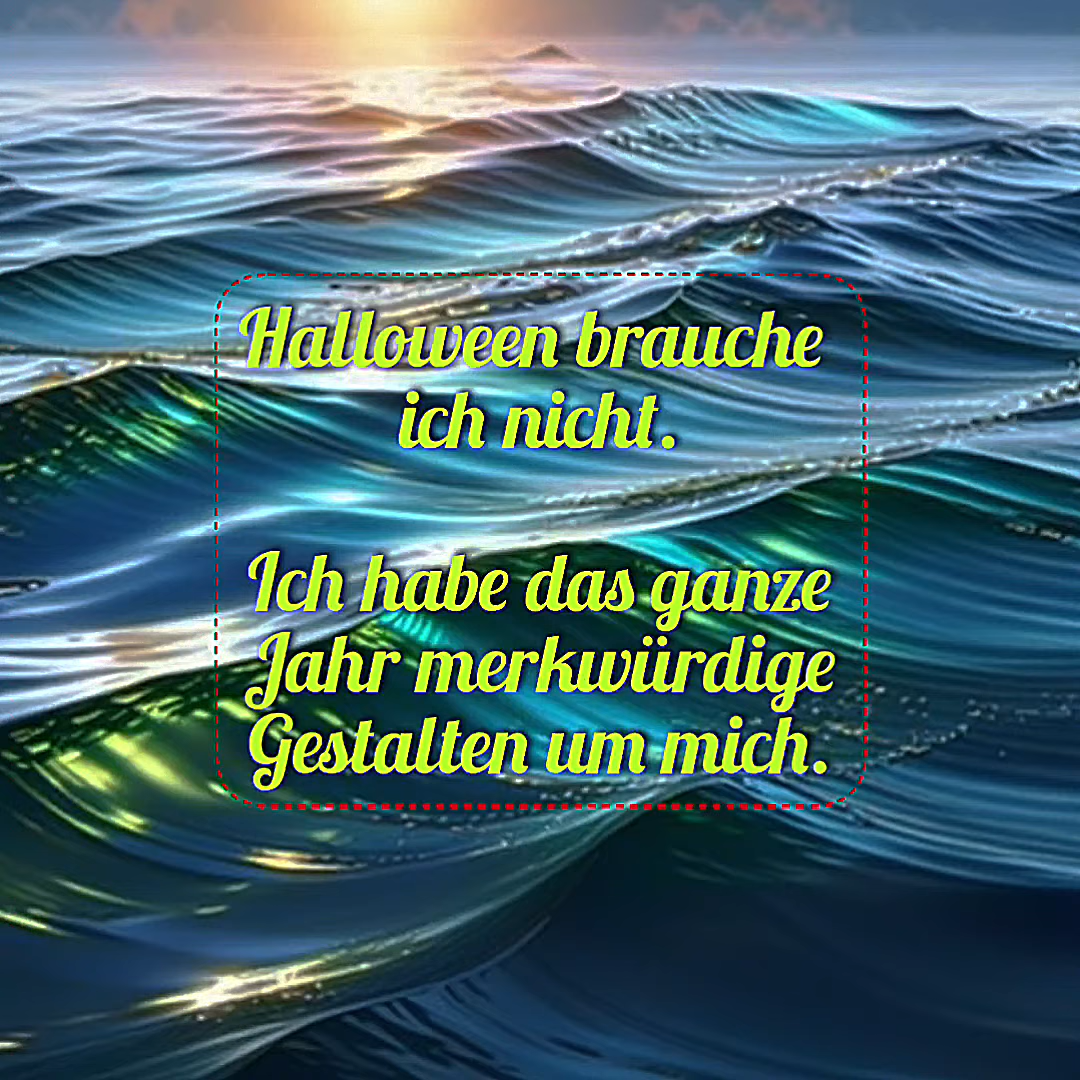 Halloween brauche
ich nicht.
Ich habe das ganze
Jahr merkwürdige
Gestalten um mich.